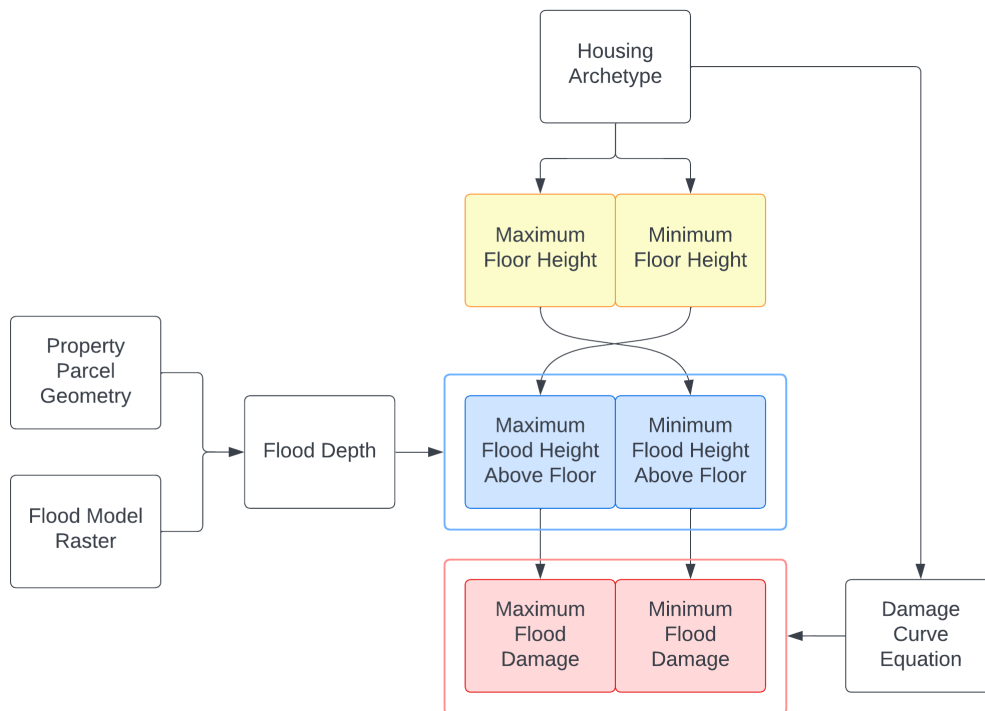 Housing
Archetype
Maximum
Floor Height
Minimum
Floor Height
Property
Parcel
Geometry
Flood Depth
Maximum
Flood Height
Above Floor
Minimum
Flood Height
Above Floor
Flood Model
Raster
Maximum
Flood
Damage
Minimum
Flood
Damage
Damage
Curve
Equation